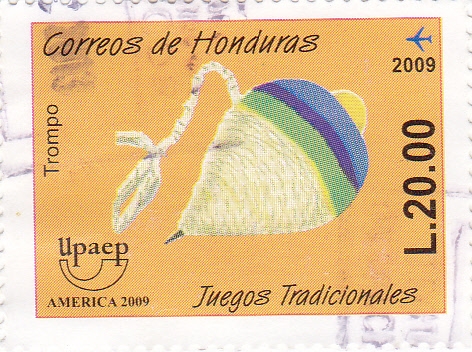 Correos de Honduras
2009
Trompo
L.20.00
Upaep
AMERICA 2009
Juegos Tradicionales